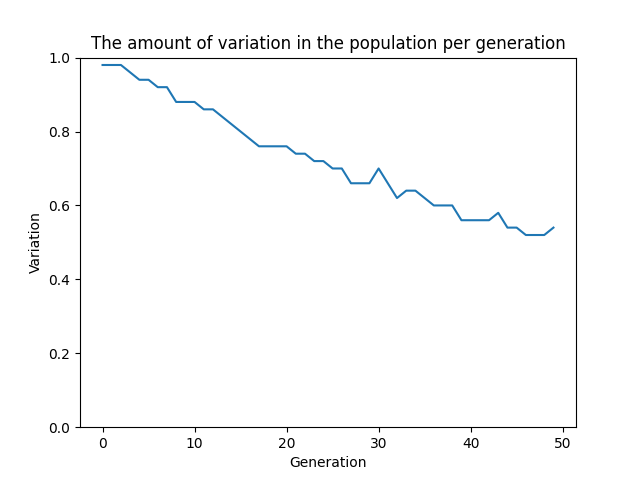 The amount of variation in the population per generation
1.0
0.8
0.6
0.4
0.2
0.0
Variation
0 10 20 30 40 50
Generation